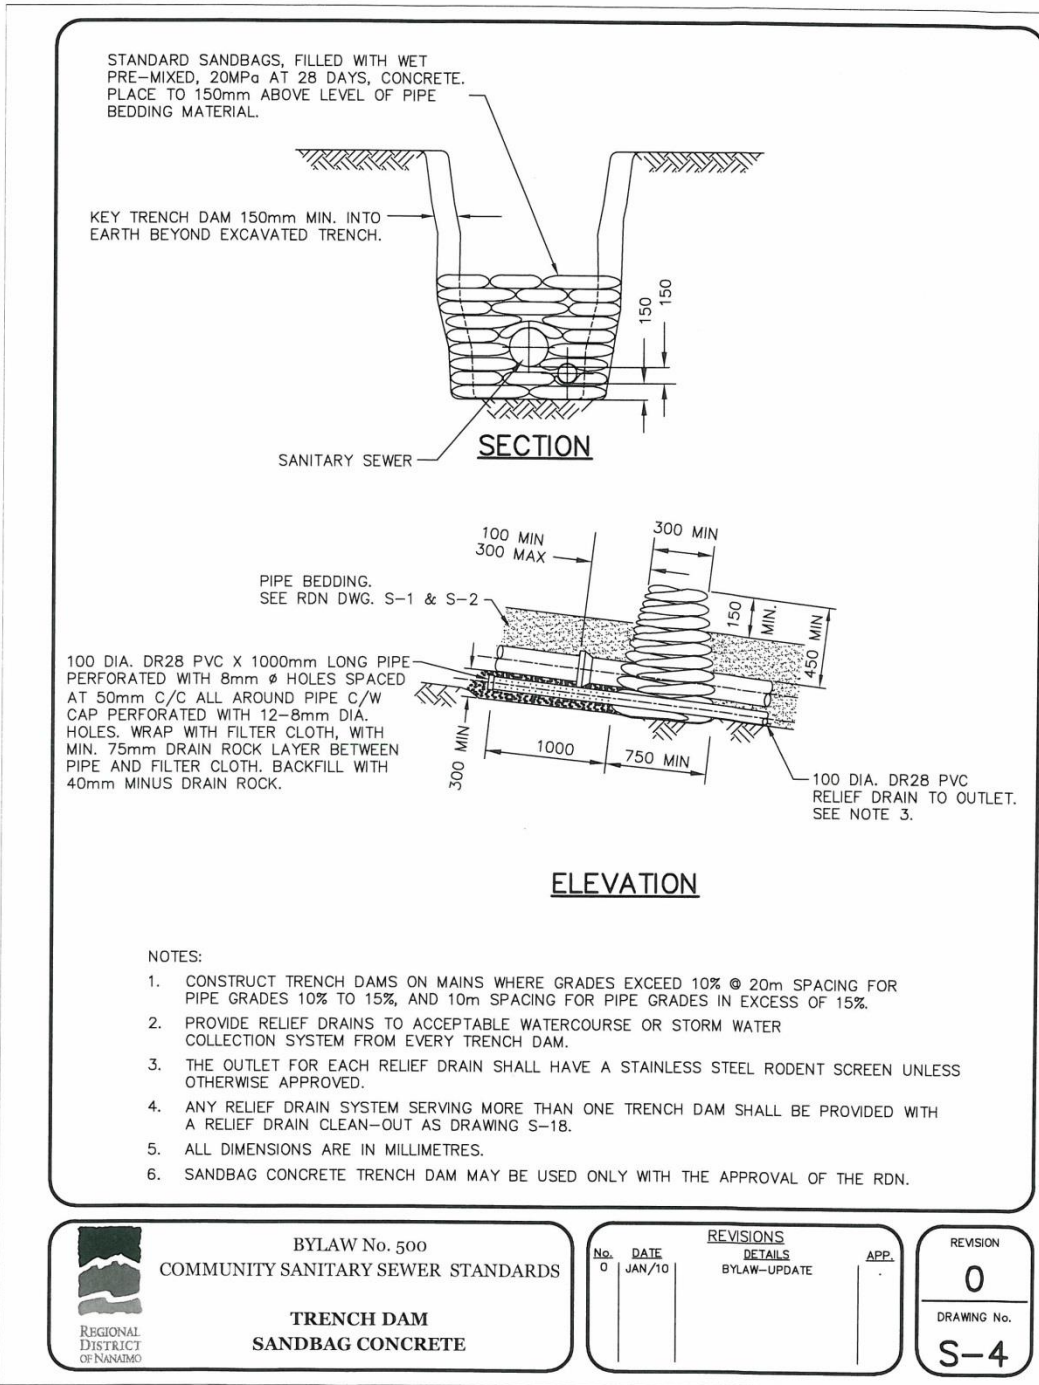 STANDARD SANDBAGS, FILLED WITH WET
PRE-MIXED, 20MPa AT 28 DAYS, CONCRETE.
PLACE TO 150mm ABOVE LEVEL OF PIPE
BEDDING MATERIAL.
KEY TRENCH DAM 150mm MIN. INTO
EARTH BEYOND EXCAVATED TRENCH.
150
150
SANITARY SEWER
SECTION
100 MIN
300 MAX
300 MIN
PIPE BEDDING.
SEE RDN DWG. S-1 & S-2
150
MIN.
450 MIN
100 DIA. DR28 PVC X 1000mm LONG PIPE
PERFORATED WITH 8mm ø HOLES SPACED
AT 50mm C/C ALL AROUND PIPE C/W
CAP PERFORATED WITH 12-8mm DIA.
HOLES. WRAP WITH FILTER CLOTH, WITH
MIN. 75mm DRAIN ROCK LAYER BETWEEN
PIPE AND FILTER CLOTH. BACKFILL WITH
40mm MINUS DRAIN ROCK.
300 MIN
1000
750 MIN
100 DIA. DR28 PVC
RELIEF DRAIN TO OUTLET.
SEE NOTE 3.
ELEVATION
NOTES:
1. CONSTRUCT TRENCH DAMS ON MAINS WHERE GRADES EXCEED 10% @ 20m SPACING FOR
PIPE GRADES 10% TO 15%, AND 10m SPACING FOR PIPE GRADES IN EXCESS OF 15%.
2. PROVIDE RELIEF DRAINS TO ACCEPTABLE WATERCOURSE OR STORM WATER
COLLECTION SYSTEM FROM EVERY TRENCH DAM.
3. THE OUTLET FOR EACH RELIEF DRAIN SHALL HAVE A STAINLESS STEEL RODENT SCREEN UNLESS
OTHERWISE APPROVED.
4. ANY RELIEF DRAIN SYSTEM SERVING MORE THAN ONE TRENCH DAM SHALL BE PROVIDED WITH
A RELIEF DRAIN CLEAN-OUT AS DRAWING S-18.
5. ALL DIMENSIONS ARE IN MILLIMETRES.
6. SANDBAG CONCRETE TRENCH DAM MAY BE USED ONLY WITH THE APPROVAL OF THE RDN.
REGIONAL
DISTRICT
OF NANAIMO
BYLAW No. 500
COMMUNITY SANITARY SEWER STANDARDS
TRENCH DAM
SANDBAG CONCRETE
REVISIONS
No. DATE DETAILS APP.
0 JAN/10 BYLAW-UPDATE
REVISION
0
DRAWING No.
S-4